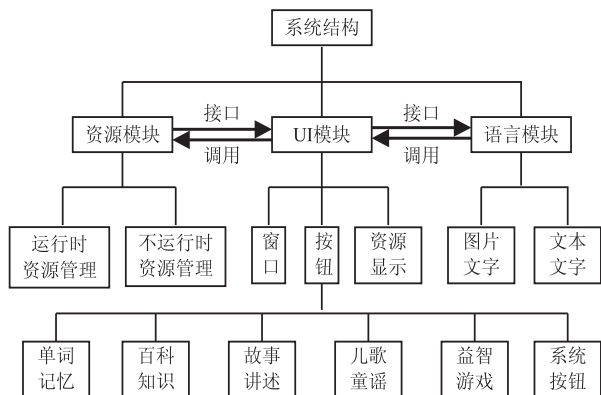 系统结构
接口
接口
资源模块
UI模块
语言模块
调用
调用
运行时
资源管理
不运行时
资源管理
窗
口
按
钮
资源
显示
图片
文字
文本
文字
单词
记忆
百科
知识
故事
讲述
儿歌
童谣
益智
游戏
系统
按钮